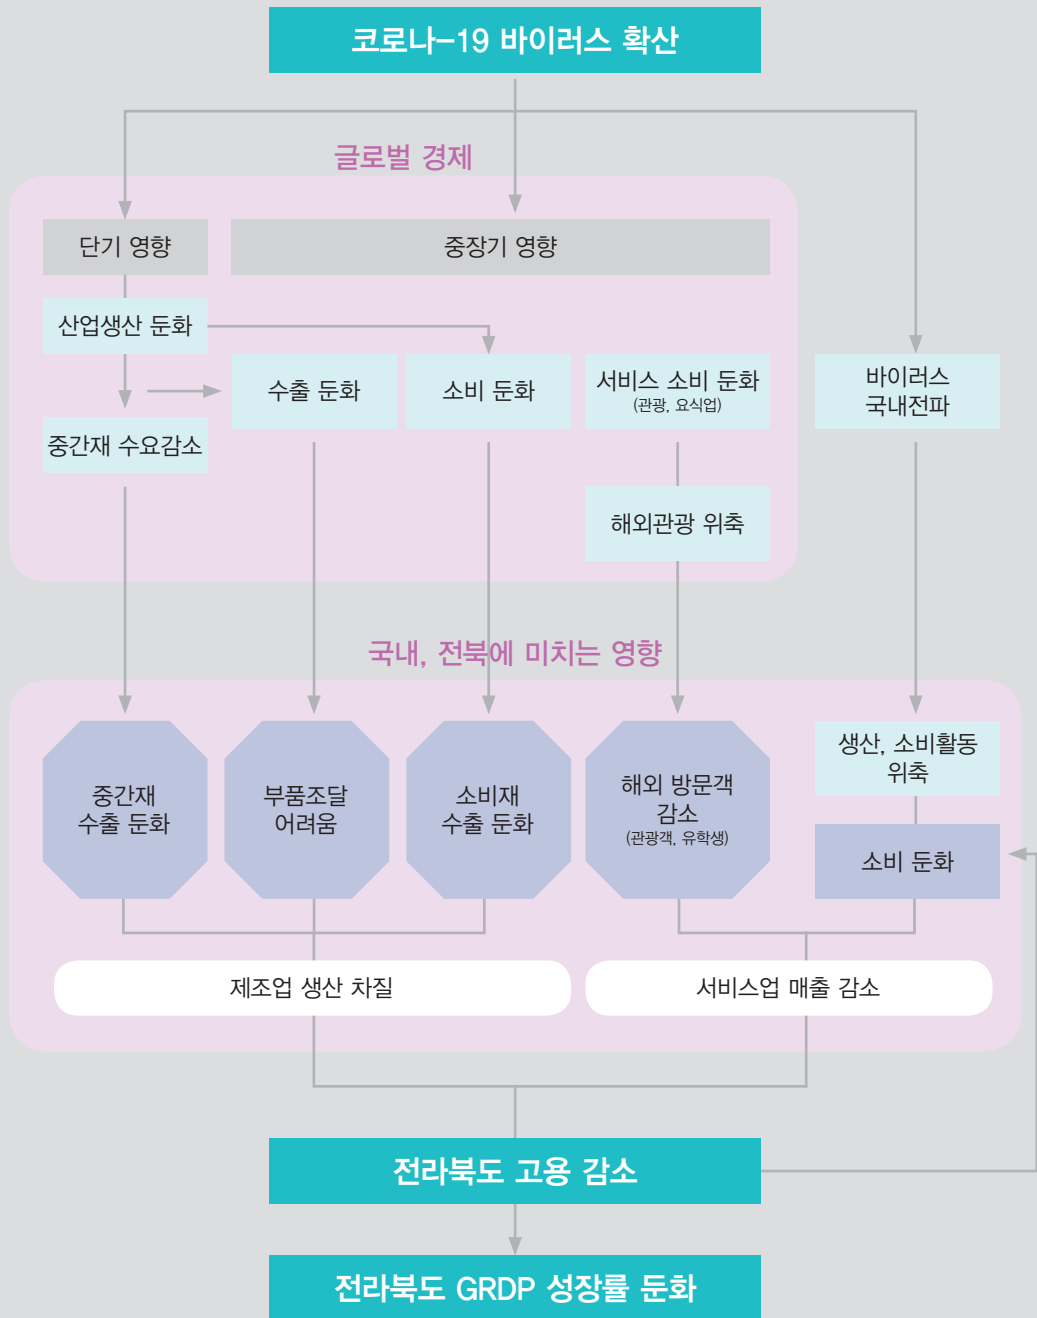 코로나-19 바이러스 확산
글로벌 경제
단기 영향
중장기 영향
산업생산 둔화
수출 둔화
소비 둔화
서비스 소비 둔화
(관광, 요식업)
바이러스
국내전파
중간재 수요감소
해외관광 위축
국내, 전북에 미치는 영향
중간재
수출 둔화
부품조달
어려움
소비재
수출 둔화
해외 방문객
감소
(관광객, 유학생)
생산, 소비활동
위축
소비 둔화
제조업 생산 차질
서비스업 매출 감소
전라북도 고용 감소
전라북도 GRDP 성장률 둔화